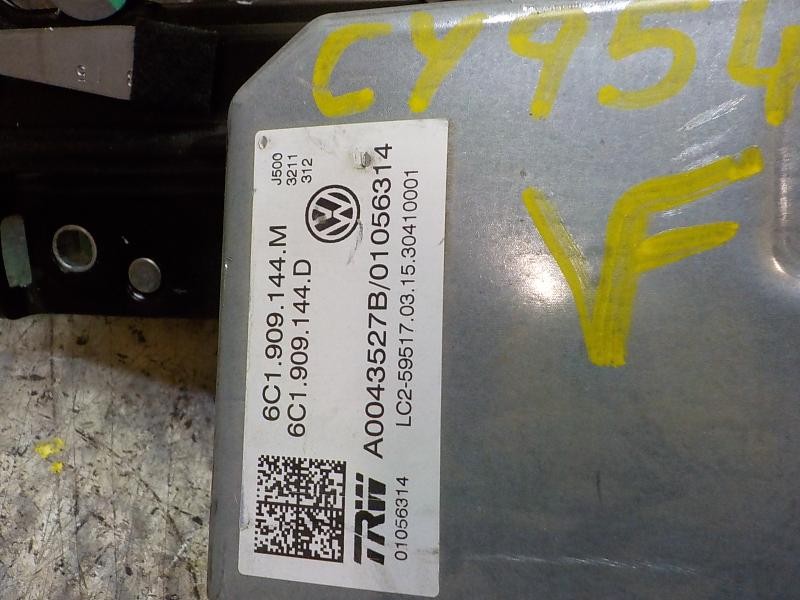 CY954
VF
J500
3211
312
6C1.909.144.M
6C1.909.144.D
A0043527B/01056314
LC2-59517.03.15.30410001
TRW
01056314